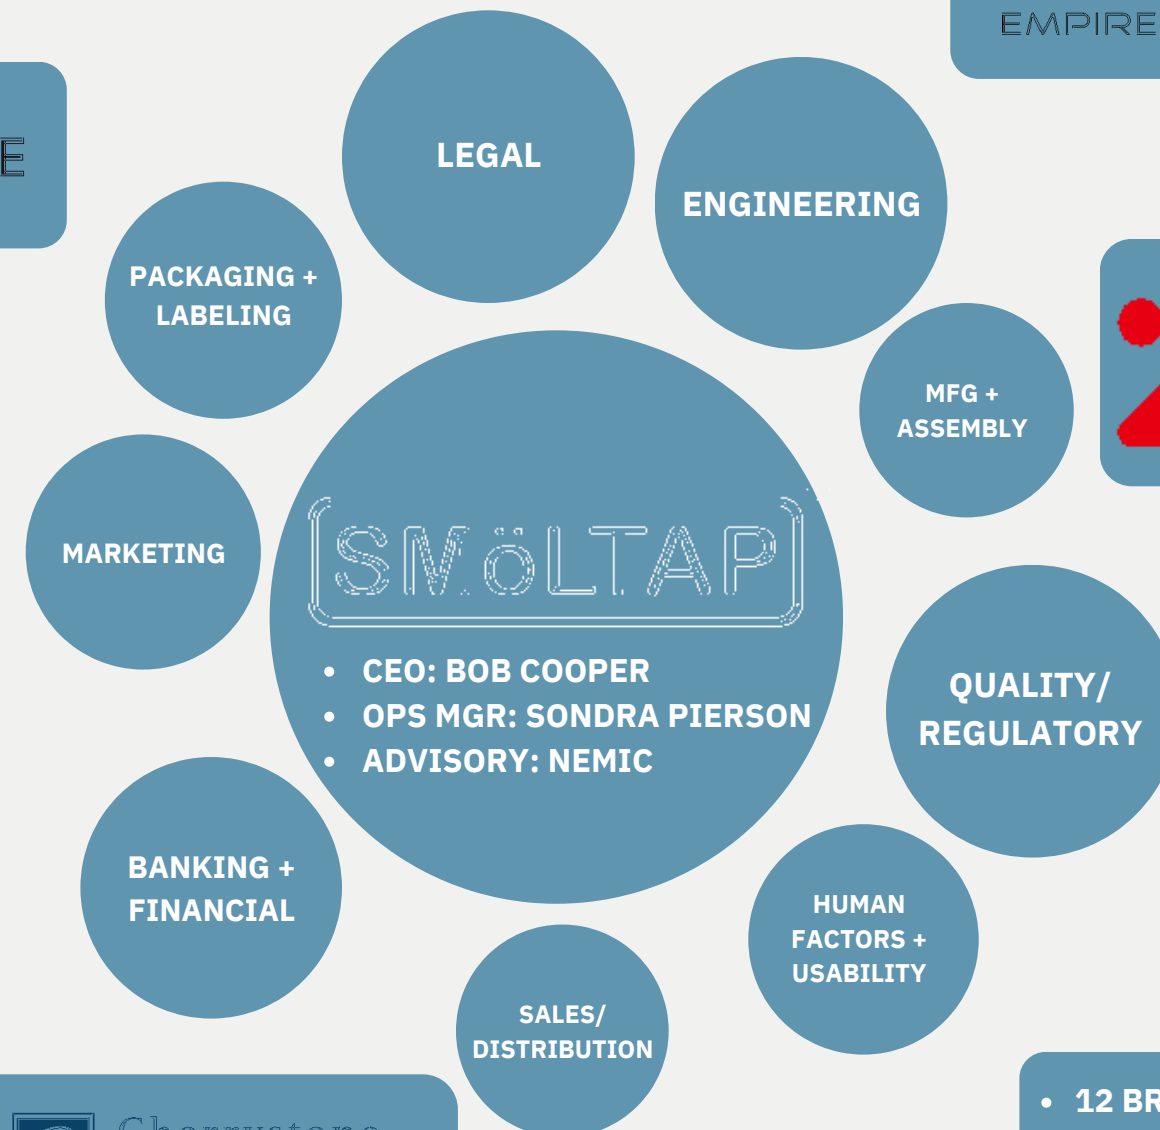 EMPIRE
E
LEGAL
ENGINEERING
PACKAGING +
LABELING
MFG +
ASSEMBLY
MARKETING
SMöLTAP
• CEO: BOB COOPER
• OPS MGR: SONDRA PIERSON
• ADVISORY: NEMIC
QUALITY/
REGULATORY
BANKING +
FINANCIAL
HUMAN
FACTORS +
USABILITY
SALES/
DISTRIBUTION
• 12 BR